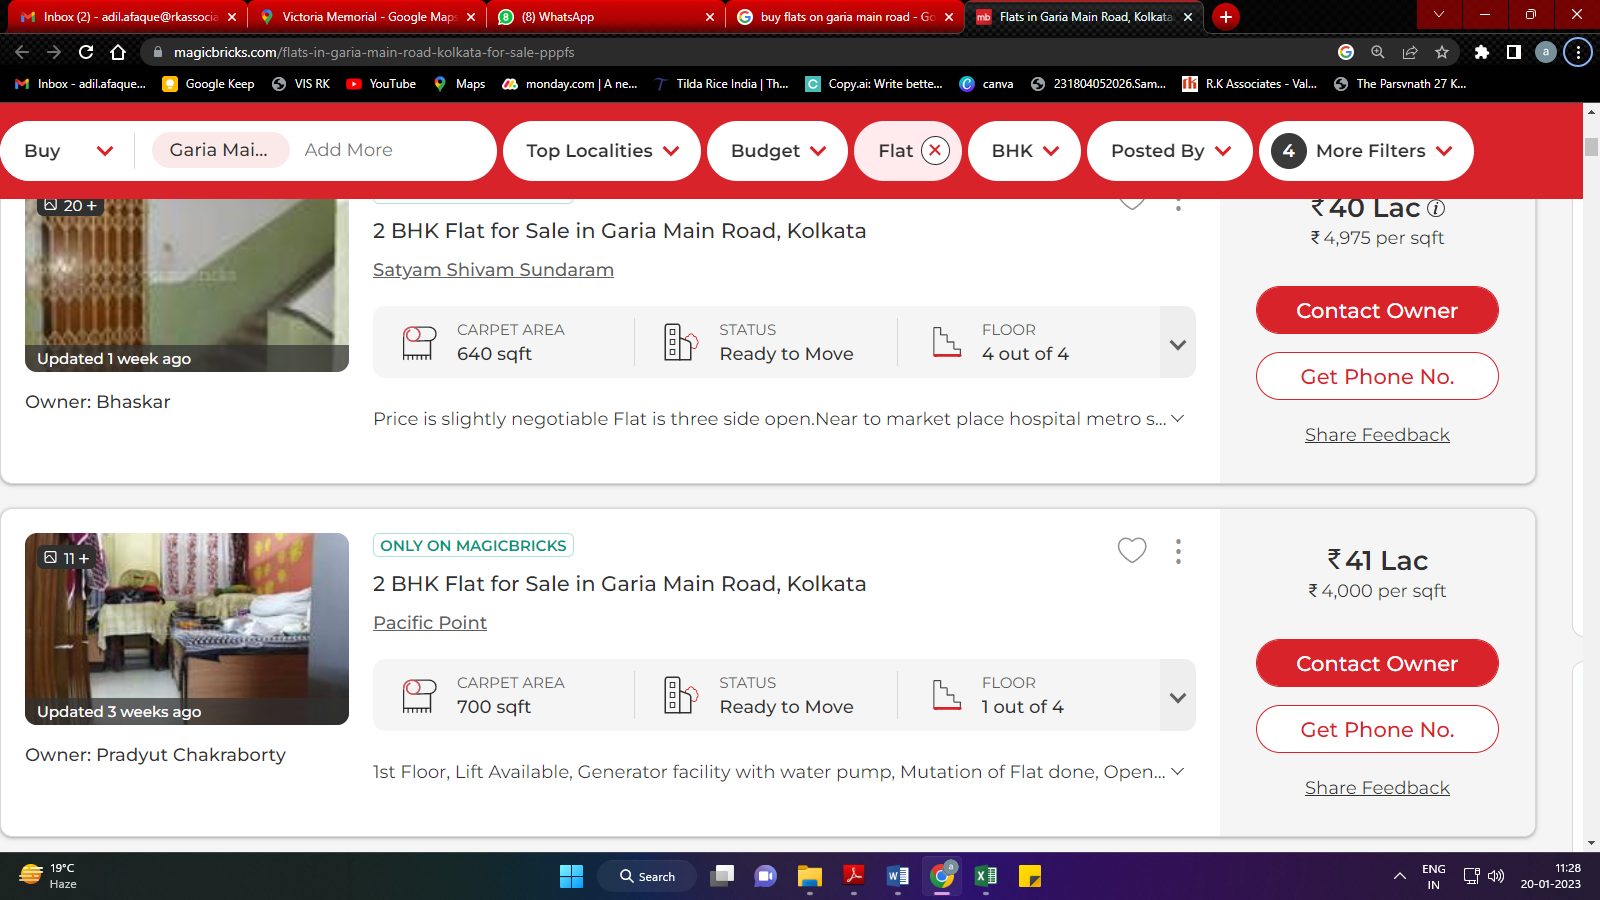 Inbox (2) - adil.afaque@rkassocia
Victoria Memorial - Google Maps
(8) WhatsApp
buy flats on garia main road - Go
mb Flats in Garia Main Road, Kolkata
magicbricks.com/flats-in-garia-main-road-kolkata-for-sale-pppfs
a
Inbox - adil.afaque...
Google Keep
VIS RK
YouTube
Maps
monday.com | A ne...
Tilda Rice India | Th...
Copy.ai: Write bette...
canva
231804052026.Sam...
R.K Associates - Val...
The Parsvnath 27 K...
Buy
Garia Mai...
Add More
Top Localities
Budget
Flat
BHK
Posted By
4 More Filters
20 +
Updated 1 week ago
Owner: Bhaskar
2 BHK Flat for Sale in Garia Main Road, Kolkata
Satyam Shivam Sundaram
CARPET AREA
640 sqft
STATUS
Ready to Move
FLOOR
4 out of 4
Price is slightly negotiable Flat is three side open.Near to market place hospital metro s...
₹40 Lac
₹4,975 per sqft
Contact Owner
Get Phone No.
Share Feedback
11 +
Updated 3 weeks ago
Owner: Pradyut Chakraborty
ONLY ON MAGICBRICKS
2 BHK Flat for Sale in Garia Main Road, Kolkata
Pacific Point
CARPET AREA
700 sqft
STATUS
Ready to Move
FLOOR
1 out of 4
1st Floor, Lift Available, Generator facility with water pump, Mutation of Flat done, Open...
₹41 Lac
₹4,000 per sqft
Contact Owner
Get Phone No.
Share Feedback
19°C
Haze
Search
ENG
IN
11:28
20-01-2023